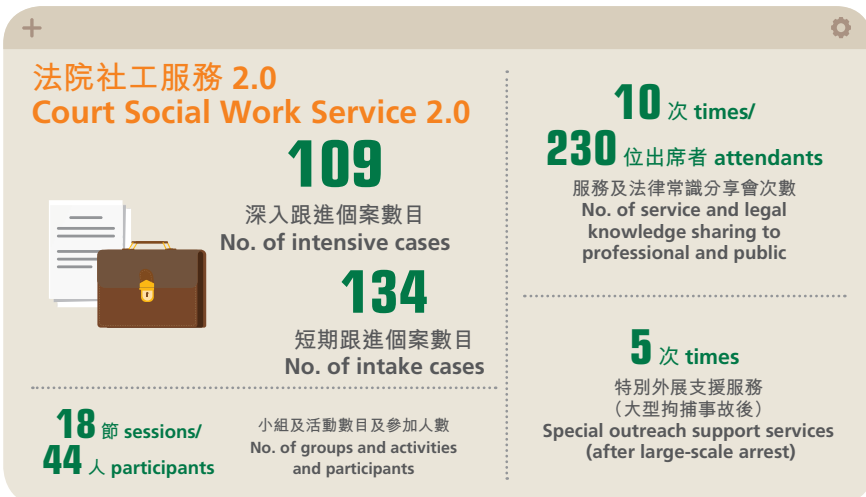 法院社工服務 2.0
Court Social Work Service 2.0
109
深入跟進個案數目
No. of intensive cases
134
短期跟進個案數目
No. of intake cases
18 節 sessions/
44 人 participants
小組及活動數目及參加人數
No. of groups and activities
and participants
10 次 times/
230 位出席者 attendants
服務及法律常識分享會次數
No. of service and legal
knowledge sharing to
professional and public
5 次 times
特別外展支援服務
（大型拘捕事故後）
Special outreach support services
(after large-scale arrest)